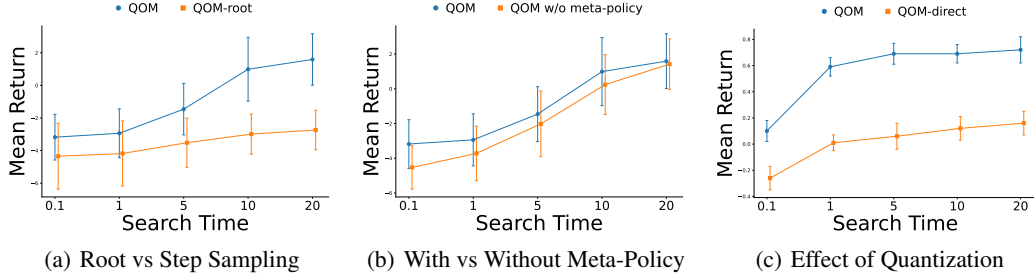 QOM QOM-root
Mean Return
2
0
−2
−4
−6
0.1 1 5 10 20
Search Time
(a) Root vs Step Sampling
QOM QOM w/o meta-policy
Mean Return
2
0
−2
−4
−6
0.1 1 5 10 20
Search Time
(b) With vs Without Meta-Policy
QOM QOM-direct
Mean Return
0.8
0.6
0.4
0.2
0.0
−0.2
−0.4
0.1 1 5 10 20
Search Time
(c) Effect of Quantization